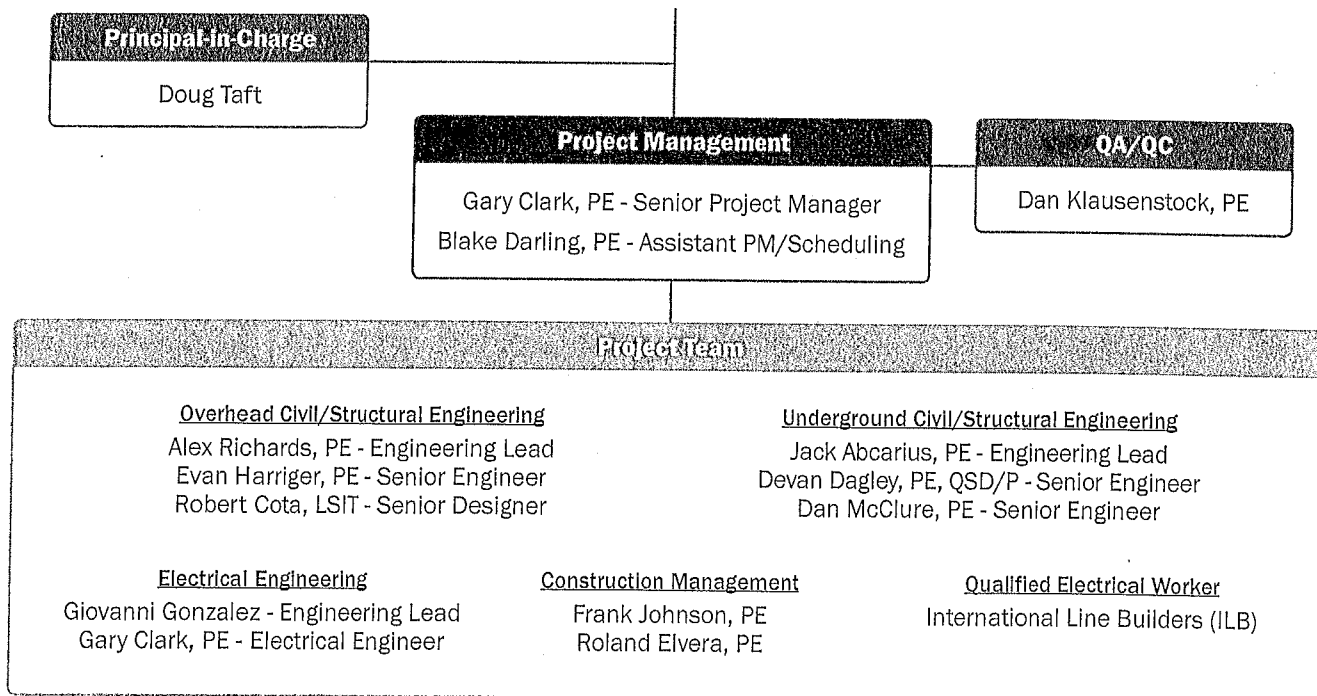 Principal-in-Charge
Doug Taft
Project Management
Gary Clark, PE - Senior Project Manager
Blake Darling, PE - Assistant PM/Scheduling
QA/QC
Dan Klausenstock, PE
Project Team
Overhead Civil/Structural Engineering
Alex Richards, PE - Engineering Lead
Evan Harriger, PE - Senior Engineer
Robert Cota, LSIT - Senior Designer
Underground Civil/Structural Engineering
Jack Abcarius, PE - Engineering Lead
Devan Dagley, PE, QSD/P - Senior Engineer
Dan McClure, PE - Senior Engineer
Electrical Engineering
Giovanni Gonzalez - Engineering Lead
Gary Clark, PE - Electrical Engineer
Construction Management
Frank Johnson, PE
Roland Elvera, PE
Qualified Electrical Worker
International Line Builders (ILB)